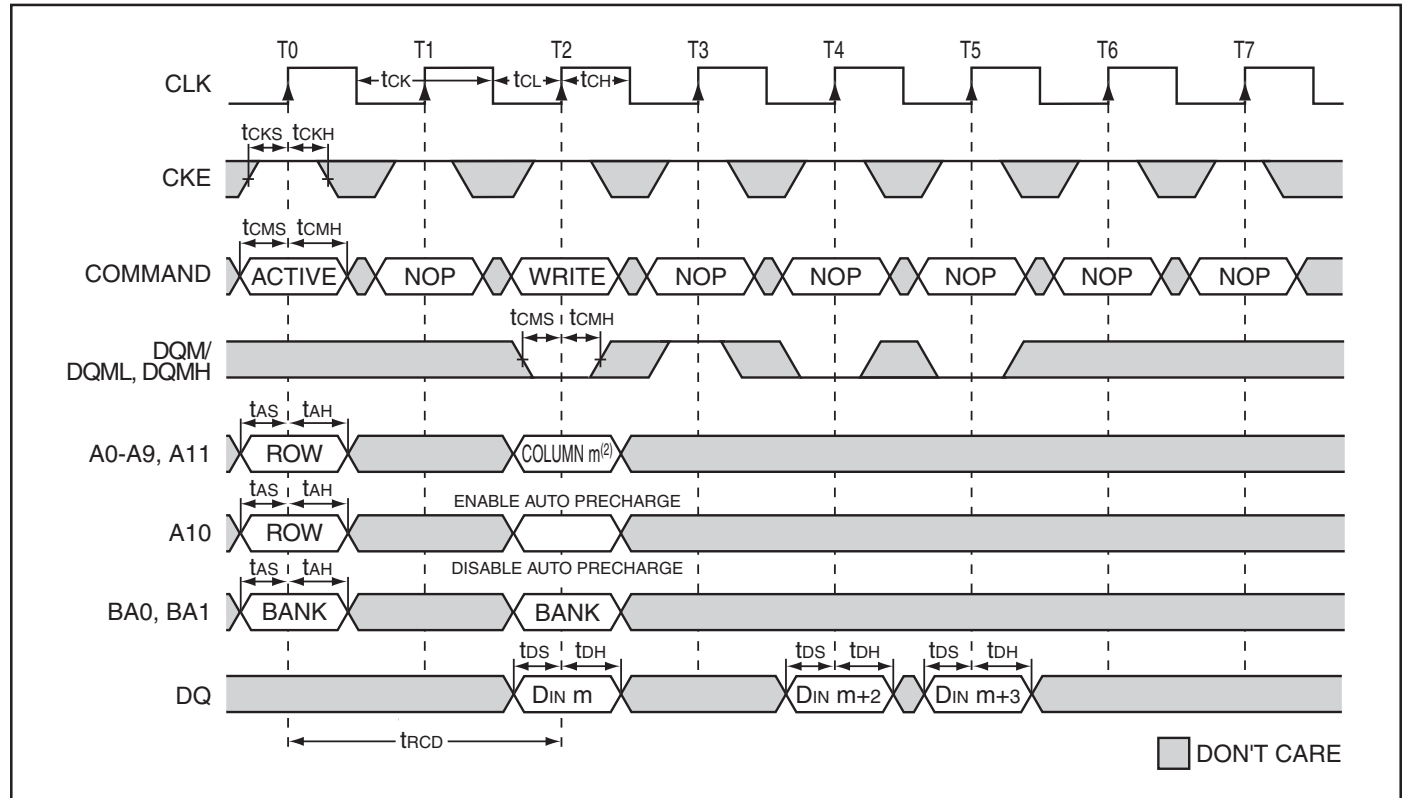 T0 T1 T2 T3 T4 T5 T6 T7
CLK
tCK tCL tCH
tCKS tCKH
CKE
tCMS tCMH
COMMAND ACTIVE NOP WRITE NOP NOP NOP NOP NOP
tCMS tCMH
DQM/
DQML, DQMH
tAS tAH
A0-A9, A11 ROW COLUMN m(2)
tAS tAH ENABLE AUTO PRECHARGE
A10 ROW
tAS tAH DISABLE AUTO PRECHARGE
BA0, BA1 BANK BANK
tDS tDH tDS tDH tDS tDH
DQ DIN m DIN m+2 DIN m+3
tRCD
DON'T CARE